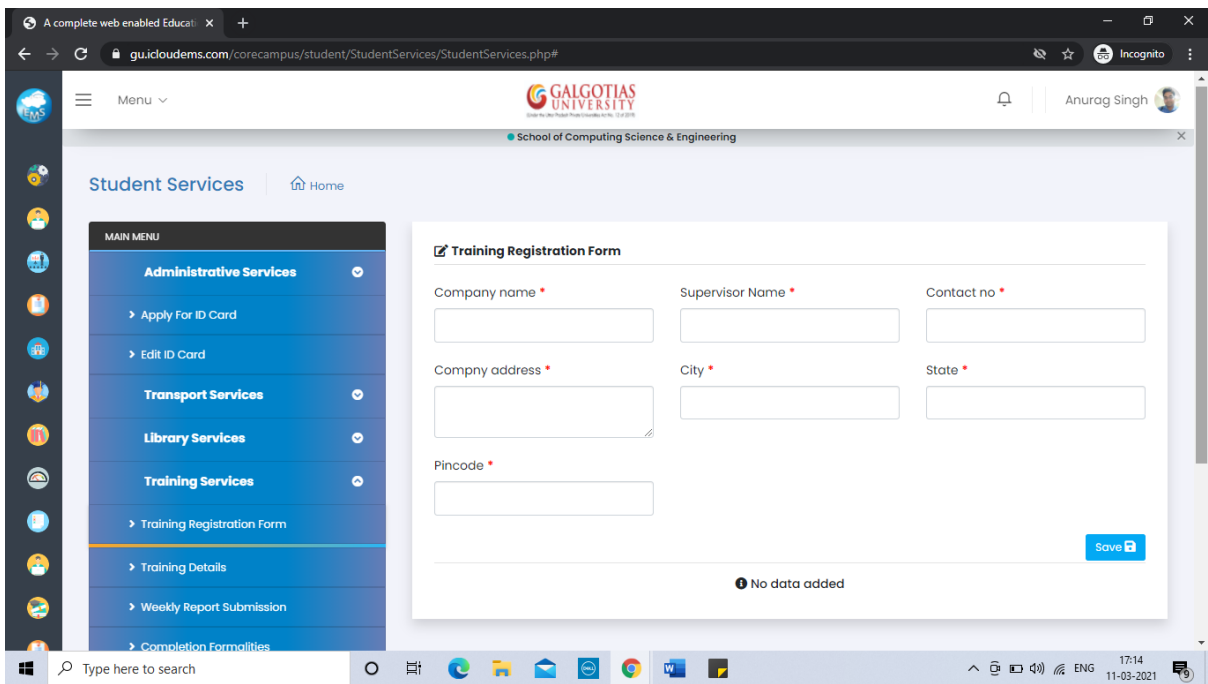 A complete web enabled Educati
gu.icloudems.com/corecampus/student/StudentServices/StudentServices.php#
Incognito
EMS
Menu
GALGOTIAS
UNIVERSITY
Anurag Singh
School of Computing Science & Engineering
Student Services
Home
MAIN MENU
Administrative Services
Apply For ID Card
Edit ID Card
Transport Services
Library Services
Training Services
Training Registration Form
Training Details
Weekly Report Submission
Completion Formalities
Training Registration Form
Company name *
Supervisor Name *
Contact no *
Compny address *
City *
State *
Pincode *
Save
No data added
Type here to search
DELL
W
ENG
17:14
11-03-2021
9